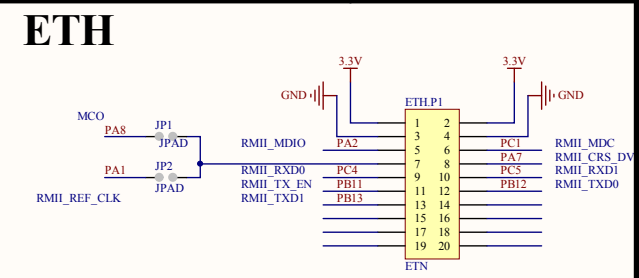 ETH
3.3V 3.3V
GND GND
ETH.P1
MCO
PA8 JP1
JPAD
PA1 JP2
JPAD
RMII_REF_CLK
1 2
3 4
RMII_MDIO PA2 5 6 PC1 RMII_MDC
7 8 PA7 RMII_CRS_DV
RMII_RXD0 PC4 9 10 PC5 RMII_RXD1
RMII_TX_EN PB11 11 12 PB12 RMII_TXD0
RMII_TXD1 PB13 13 14
15 16
17 18
19 20
ETN